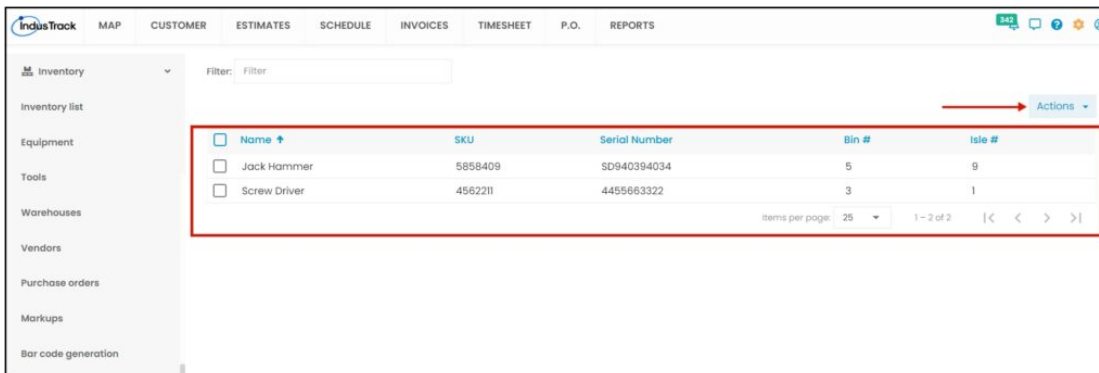 indusTrack MAP CUSTOMER ESTIMATES SCHEDULE INVOICES TIMESHEET P.O. REPORTS 342
Inventory
Filter: Filter
Inventory list
Actions
Equipment
Name SKU Serial Number Bin # Isle #
Jack Hammer 5858409 SD940394034 5 9
Tools
Screw Driver 4562211 4455663322 3 1
Warehouses
Items per page: 25 1 – 2 of 2
Vendors
Purchase orders
Markups
Bar code generation